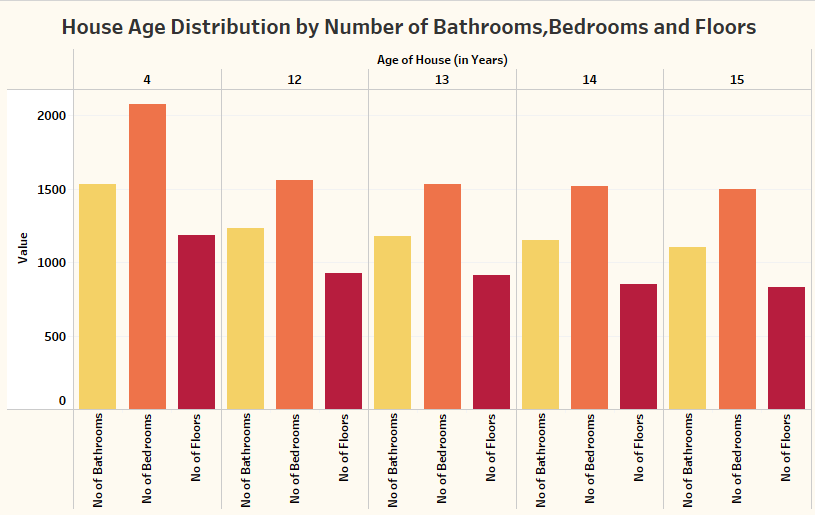 House Age Distribution by Number of Bathrooms,Bedrooms and Floors
Age of House (in Years)
4 12 13 14 15
2000
1500
1000
500
0
Value
No of Bathrooms
No of Bedrooms
No of Floors
No of Bathrooms
No of Bedrooms
No of Floors
No of Bathrooms
No of Bedrooms
No of Floors
No of Bathrooms
No of Bedrooms
No of Floors
No of Bathrooms
No of Bedrooms
No of Floors